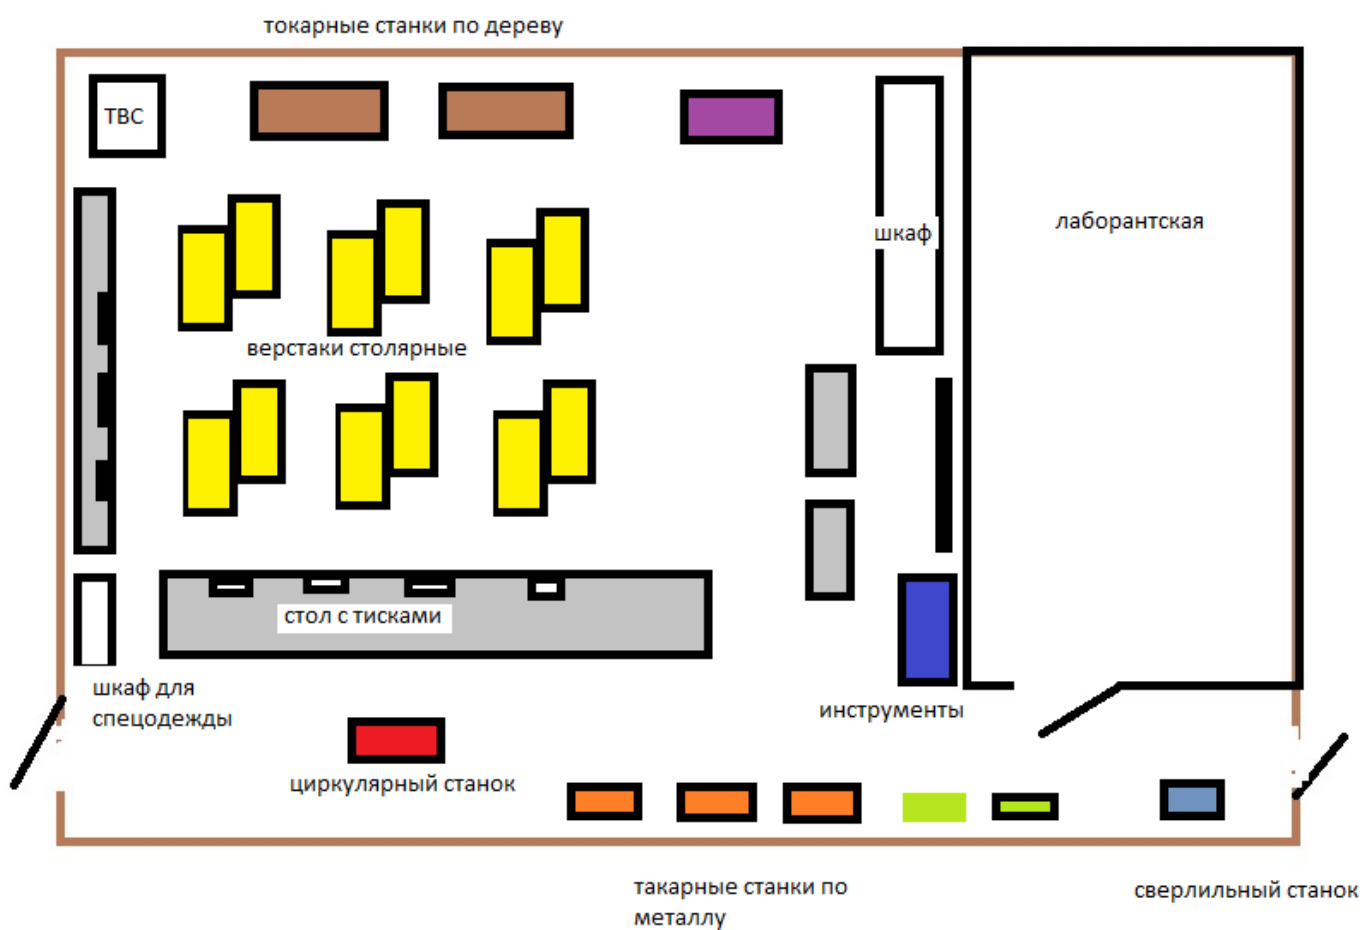 токарные станки по дереву
ТВС
шкаф
лаборантская
верстаки столярные
стол с тисками
шкаф для
спецодежды
инструменты
циркулярный станок
такарные станки по
металлу
сверлильный станок